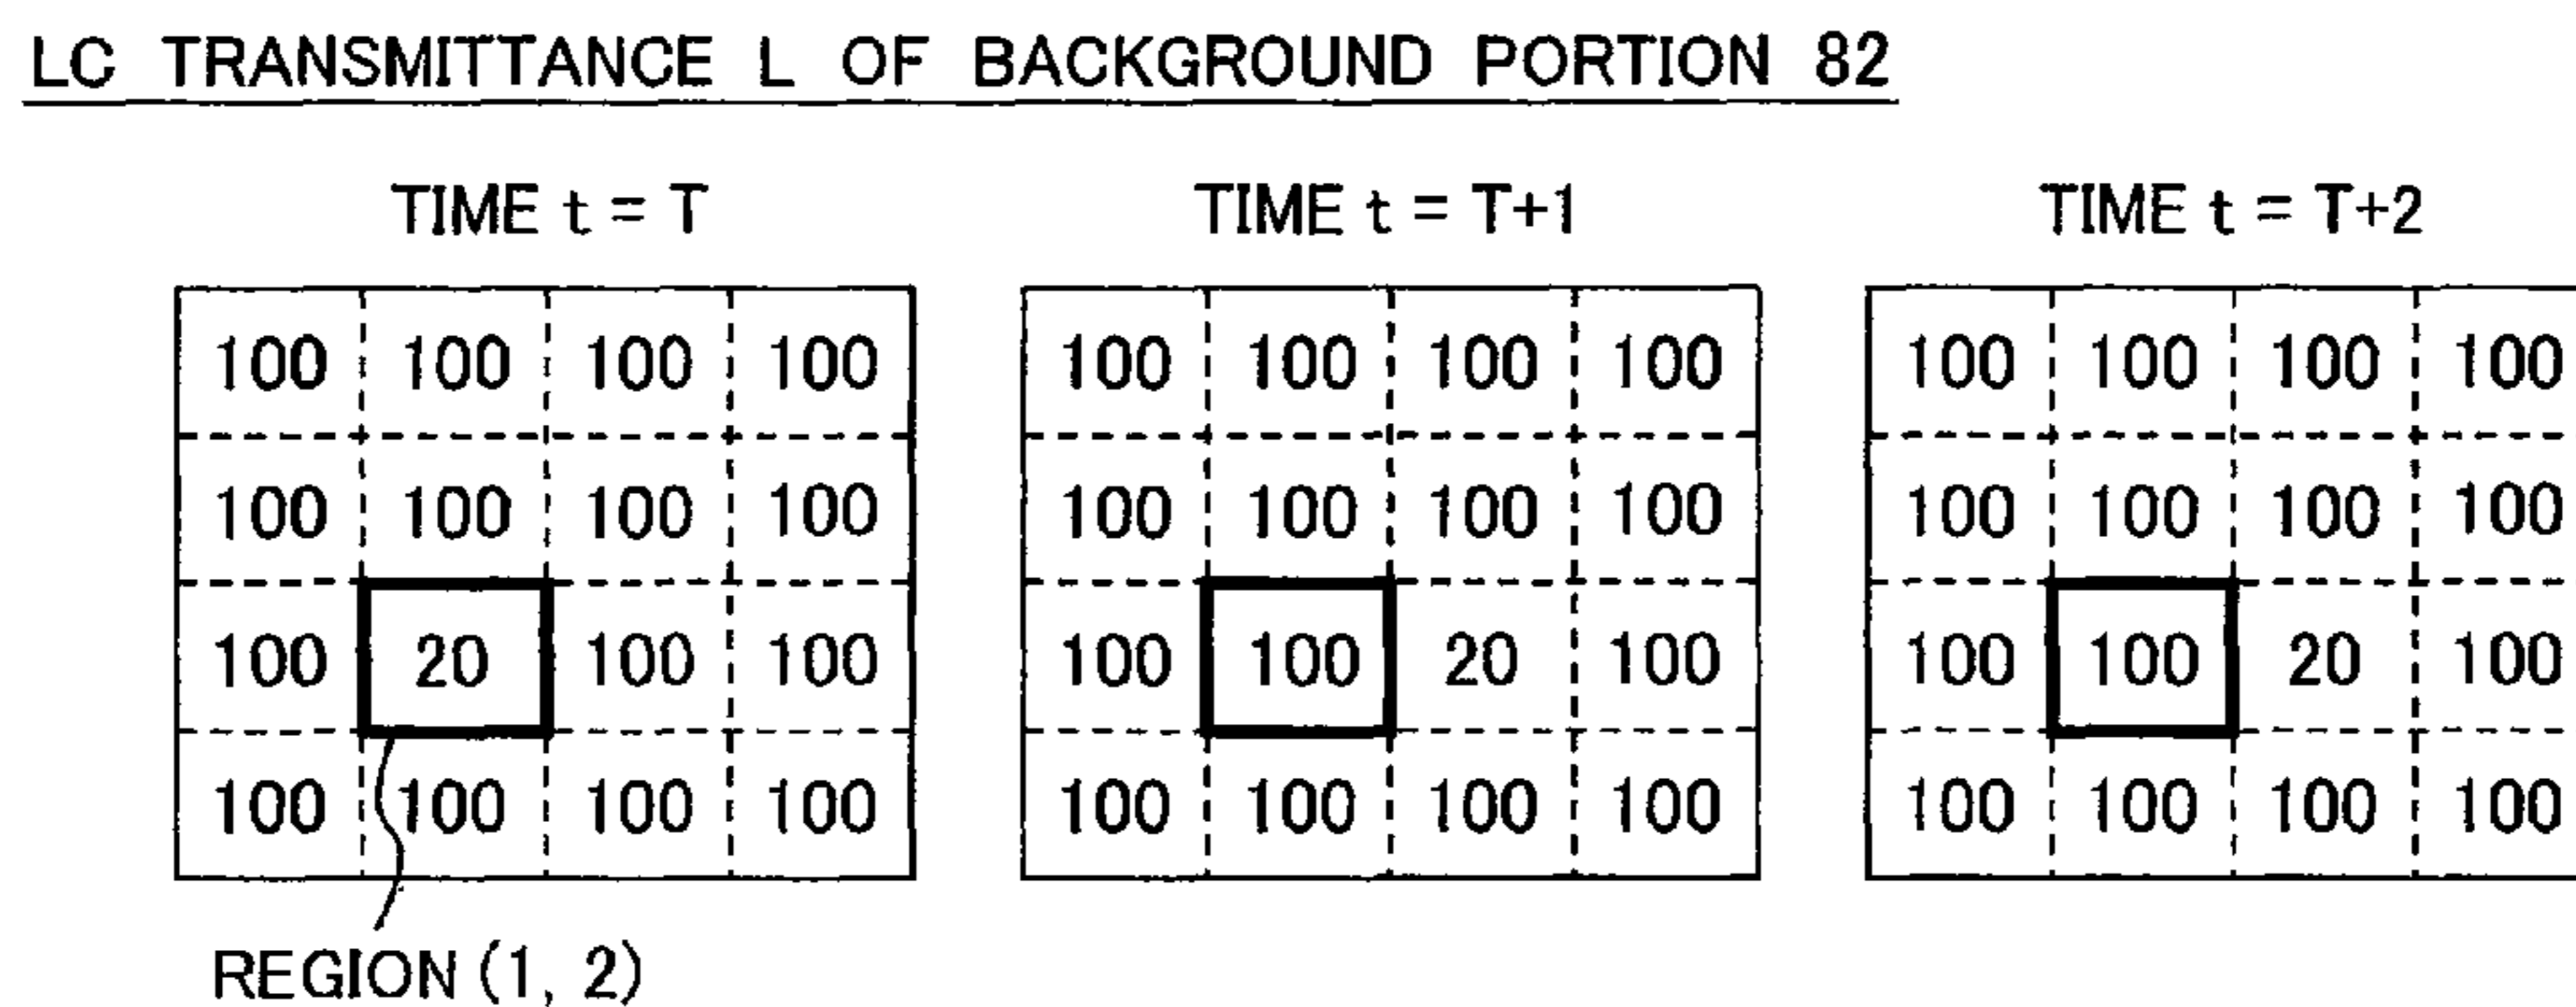 LC TRANSMITTANCE L OF BACKGROUND PORTION 82
TIME t = T TIME t = T+1 TIME t = T+2
100 100 100 100 100 100 100 100 100 100 100 100
100 100 100 100 100 100 100 100 100 100 100 100
100 20 100 100 100 100 20 100 100 100 20 100
100 100 100 100 100 100 100 100 100 100 100 100
REGION (1, 2)